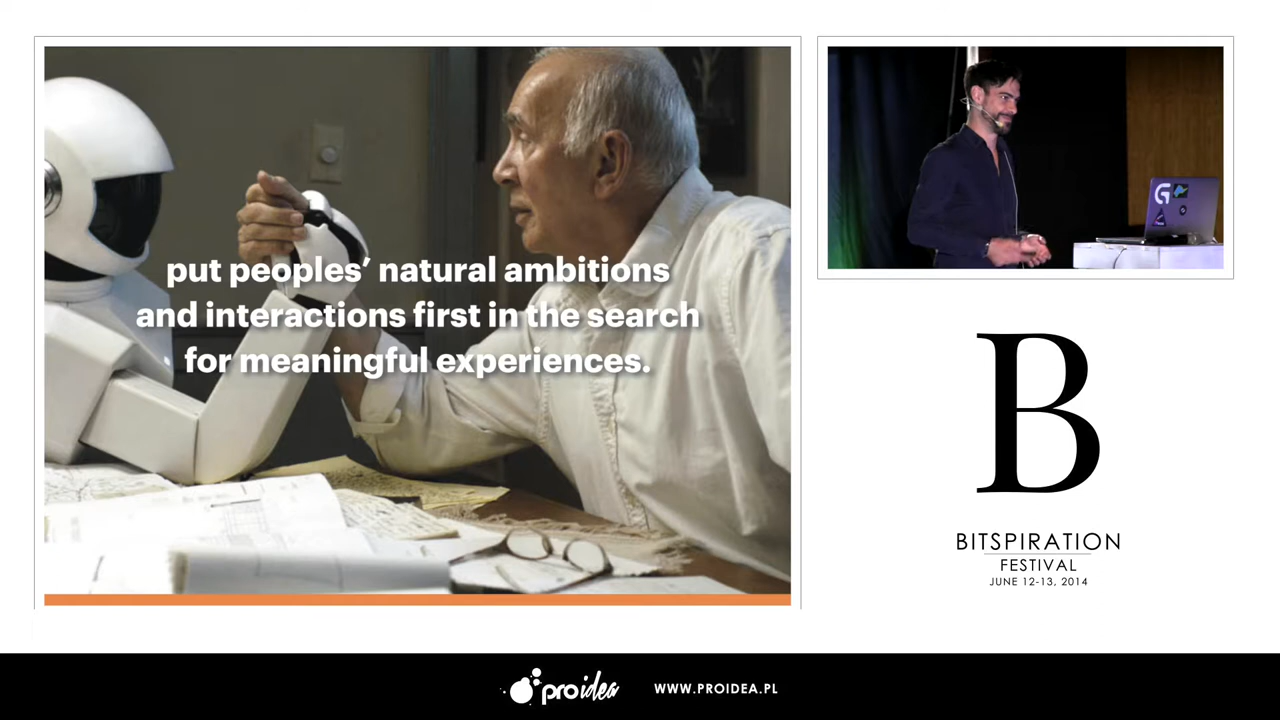 put peoples’ natural ambitions
and interactions first in the search
for meaningful experiences.
G
B
BITSPIRATION
FESTIVAL
JUNE 12-13, 2014
proidea
WWW.PROIDEA.PL